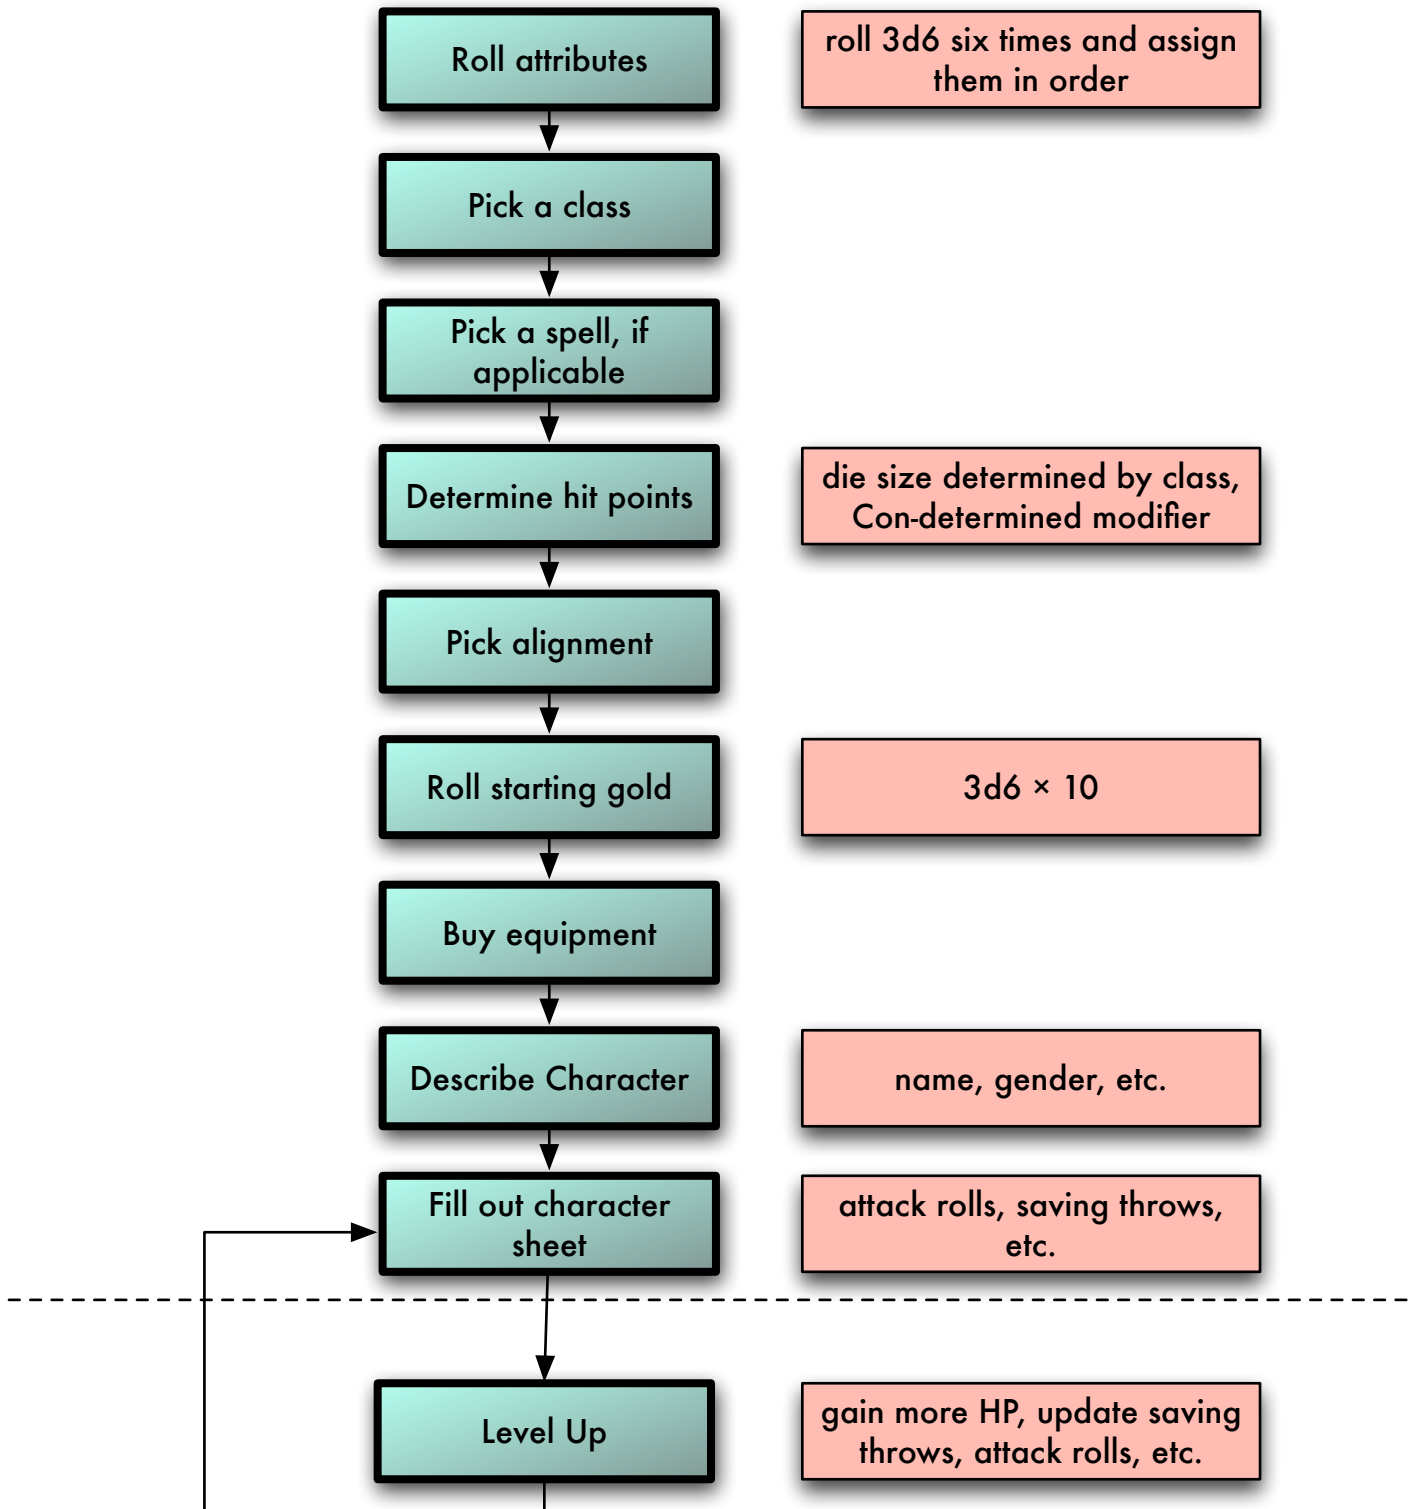 Roll attributes
roll 3d6 six times and assign
them in order
Pick a class
Pick a spell, if
applicable
Determine hit points
die size determined by class,
Con-determined modifier
Pick alignment
Roll starting gold
3d6 × 10
Buy equipment
Describe Character
name, gender, etc.
Fill out character
sheet
attack rolls, saving throws,
etc.
Level Up
gain more HP, update saving
throws, attack rolls, etc.